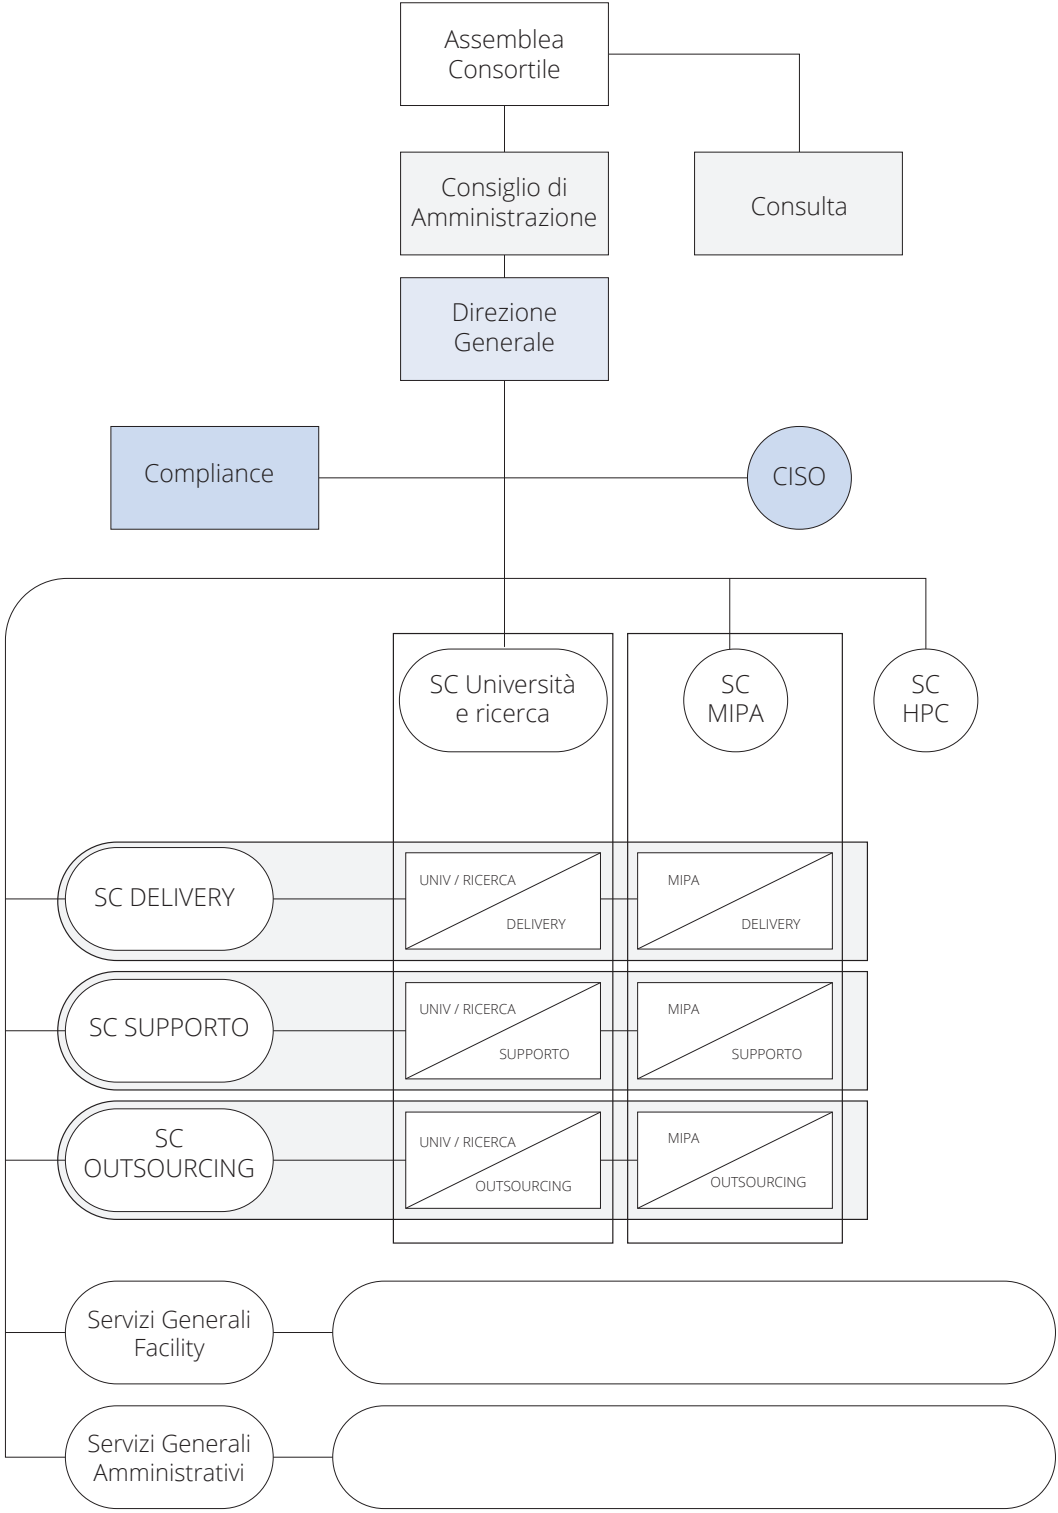 Assemblea
Consortile
Consiglio di
Amministrazione
Consulta
Direzione
Generale
Compliance
CISO
SC Università
e ricerca
SC
MIPA
SC
HPC
SC DELIVERY
UNIV / RICERCA
DELIVERY
MIPA
DELIVERY
SC SUPPORTO
UNIV / RICERCA
SUPPORTO
MIPA
SUPPORTO
SC
OUTSOURCING
UNIV / RICERCA
OUTSOURCING
MIPA
OUTSOURCING
Servizi Generali
Facility
Servizi Generali
Amministrativi